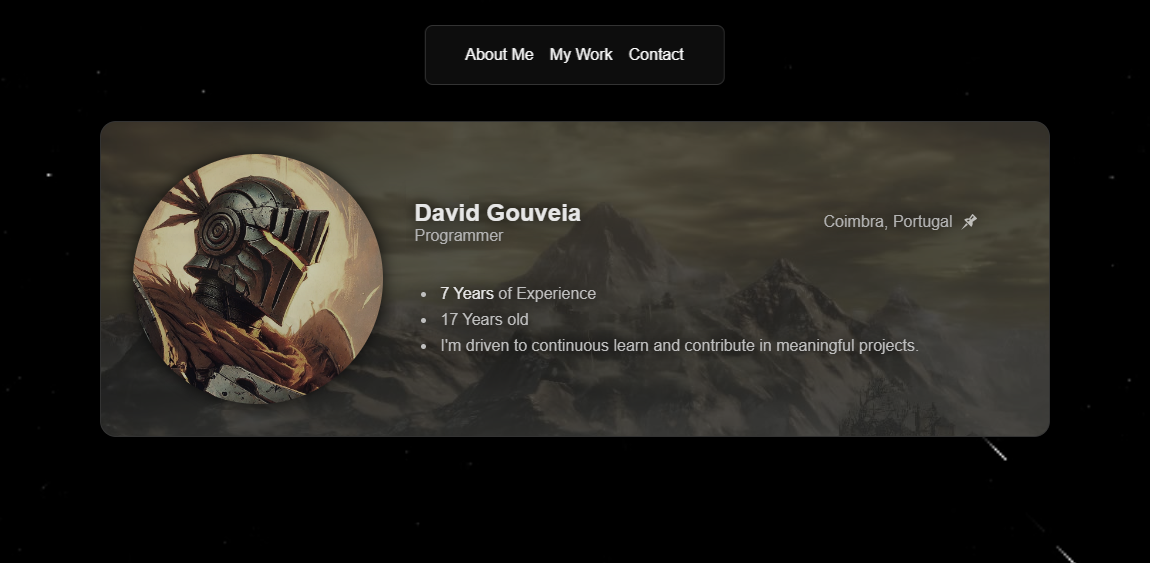 About Me My Work Contact
David Gouveia
Programmer
Coimbra, Portugal
7 Years of Experience
17 Years old
I'm driven to continuous learn and contribute in meaningful projects.